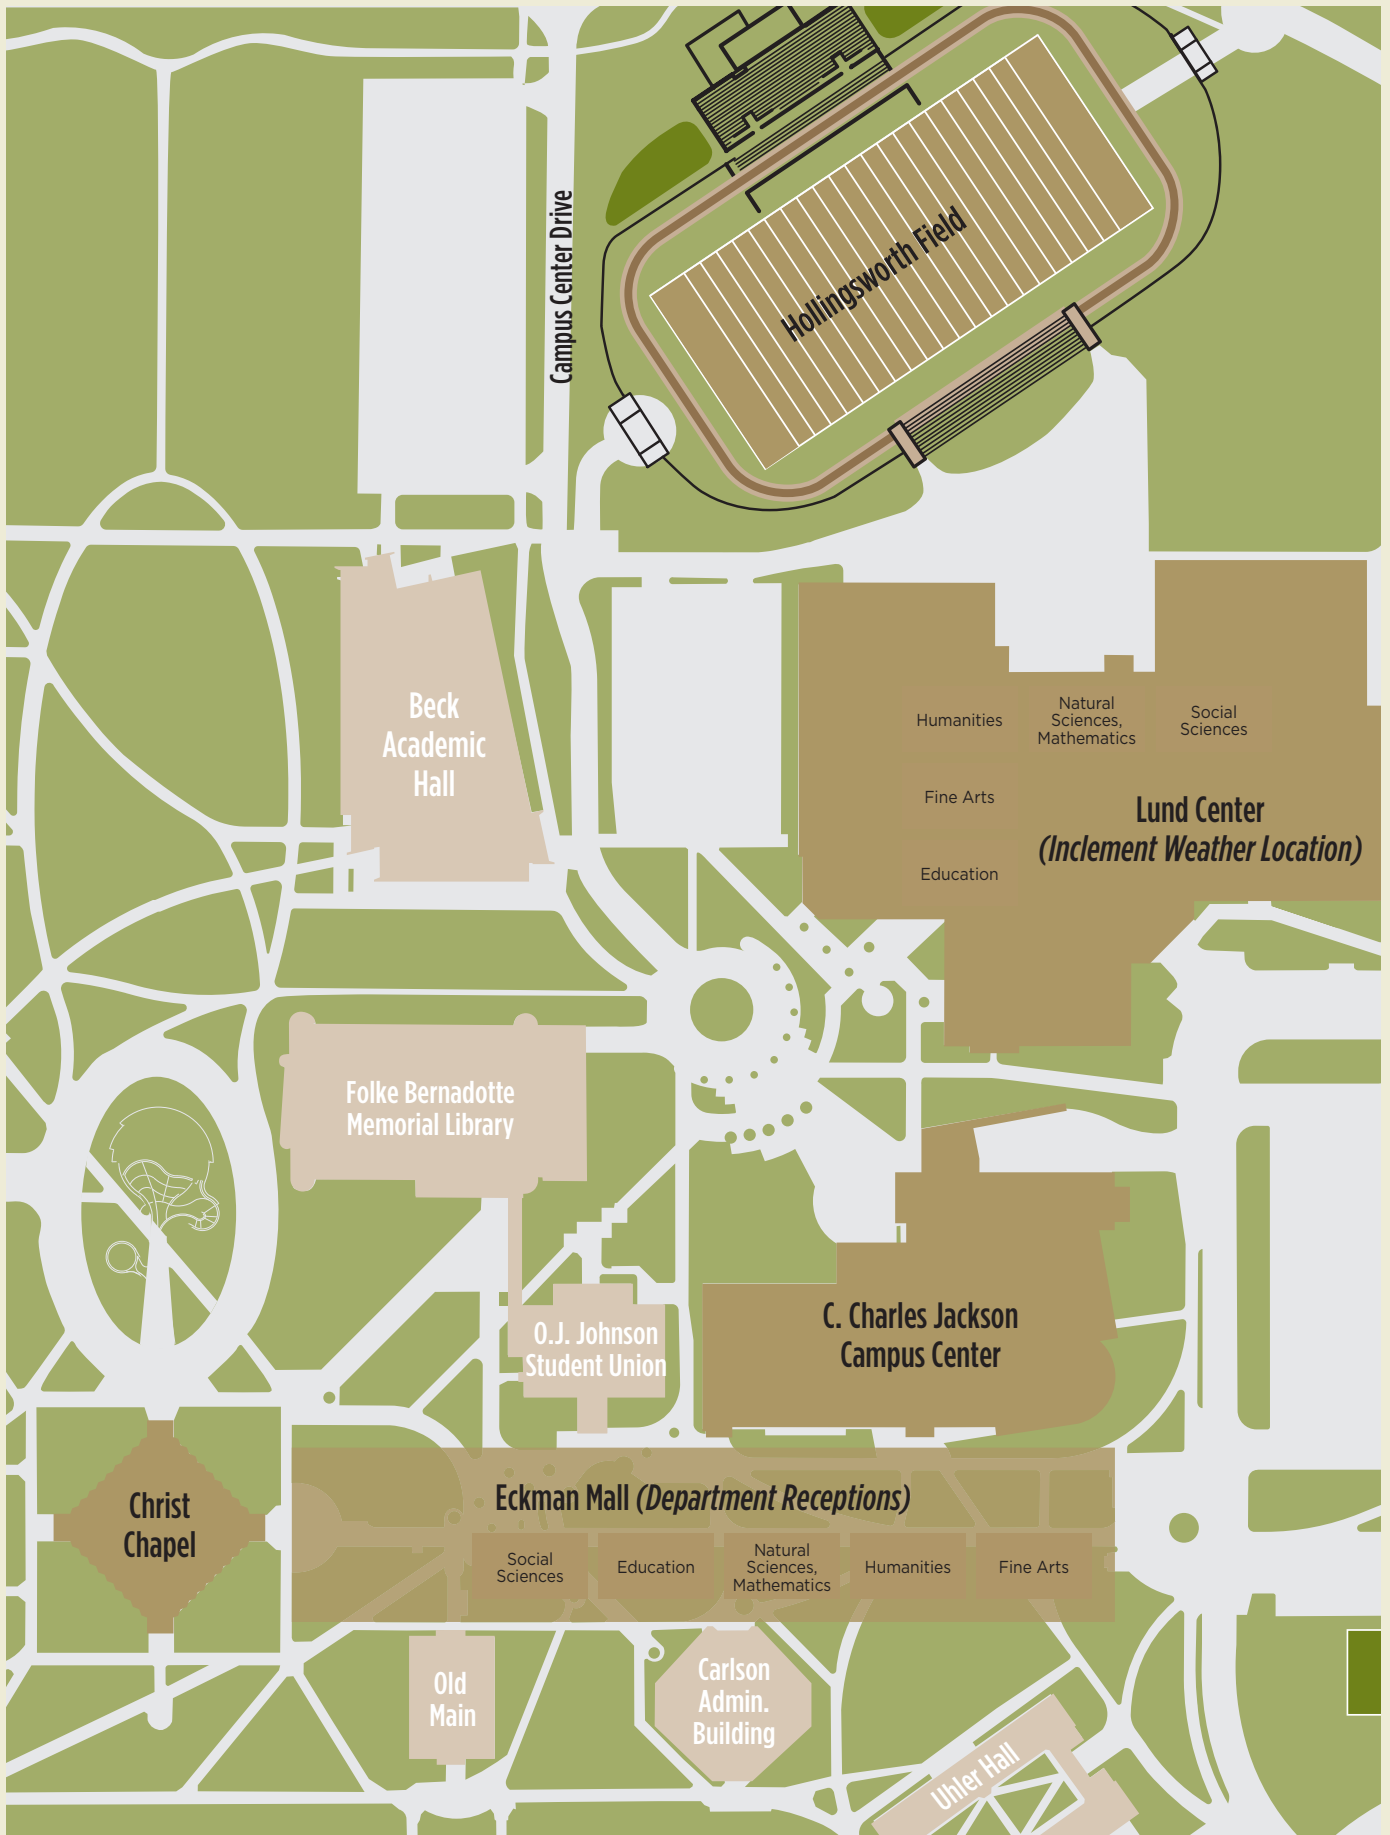 Campus Center Drive
Hollingsworth Field
Beck
Academic
Hall
Humanities
Natural
Sciences,
Mathematics
Social
Sciences
Fine Arts
Education
Lund Center
(Inclement Weather Location)
Folke Bernadotte
Memorial Library
O.J. Johnson
Student Union
C. Charles Jackson
Campus Center
Christ
Chapel
Eckman Mall (Department Receptions)
Social
Sciences
Education
Natural
Sciences,
Mathematics
Humanities
Fine Arts
Old
Main
Carlson
Admin.
Building
Uhler Hall